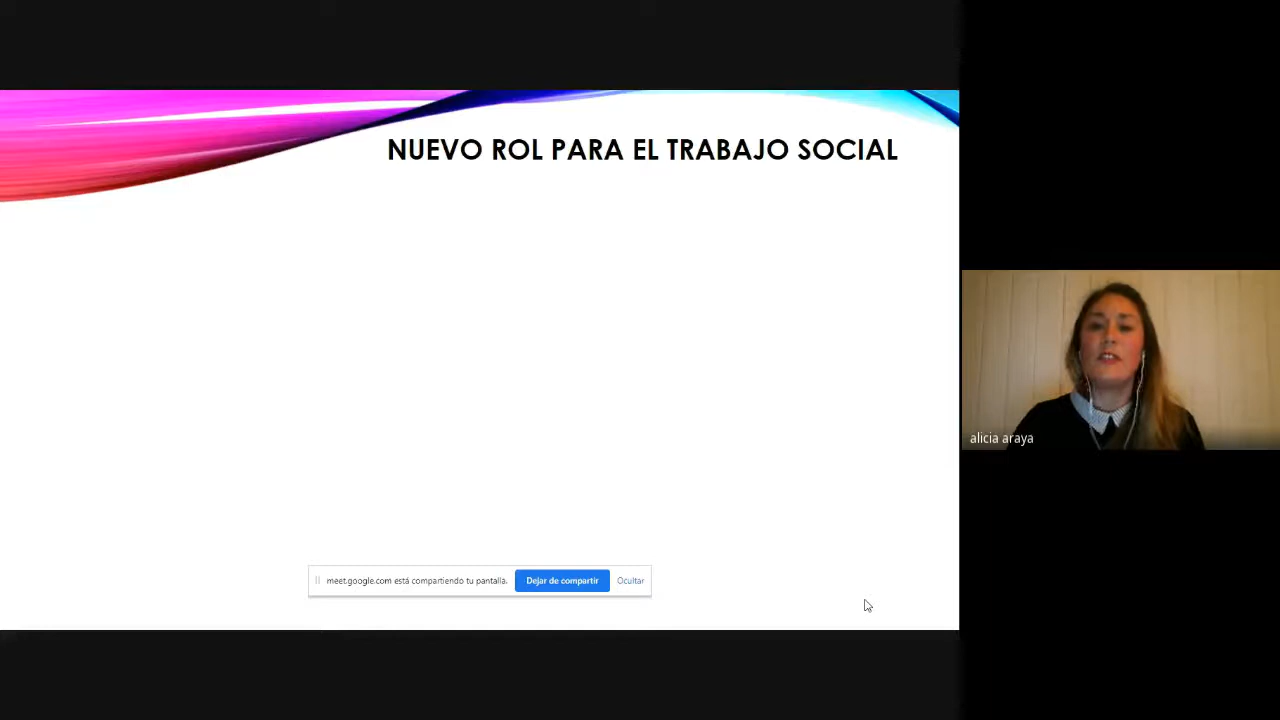 NUEVO ROL PARA EL TRABAJO SOCIAL
alicia araya
meet.google.com está compartiendo tu pantalla. Dejar de compartir Ocultar